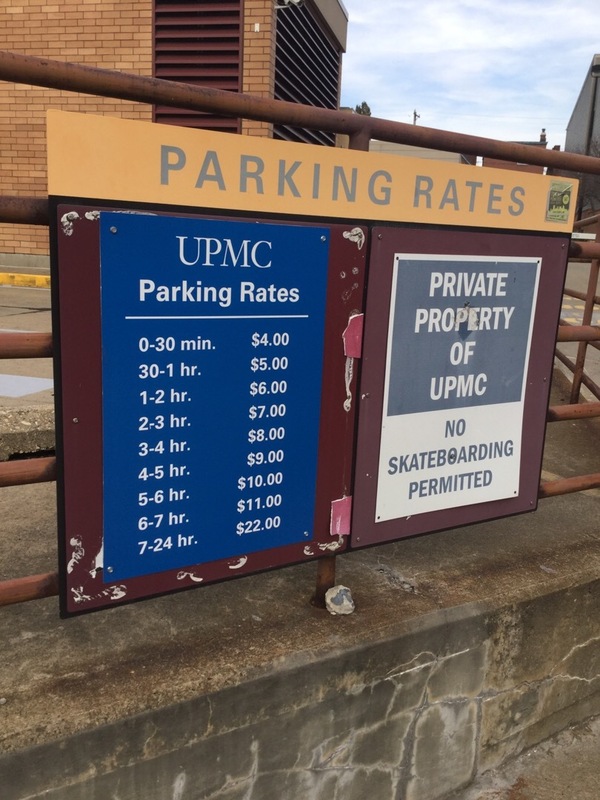 PARKING RATES
UPMC
Parking Rates
0-30 min. $4.00
30-1 hr. $5.00
1-2 hr. $6.00
2-3 hr. $7.00
3-4 hr. $8.00
4-5 hr. $9.00
5-6 hr. $10.00
6-7 hr. $11.00
7-24 hr. $22.00
PRIVATE
PROPERTY
OF
UPMC
NO
SKATEBOARDING
PERMITTED